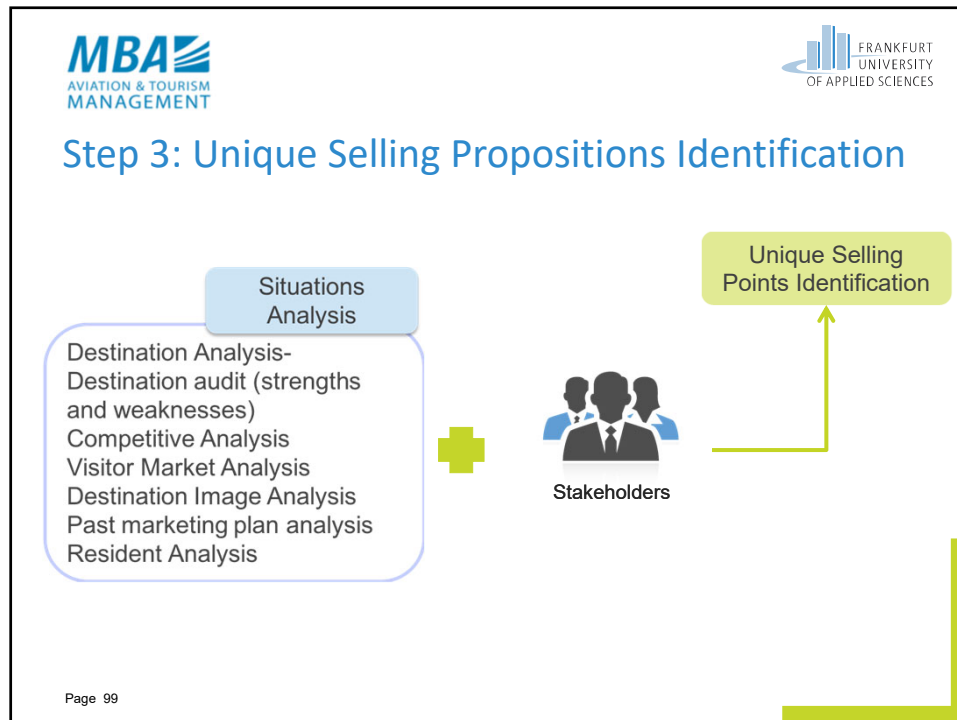 MBA
AVIATION & TOURISM
MANAGEMENT
FRANKFURT
UNIVERSITY
OF APPLIED SCIENCES
Step 3: Unique Selling Propositions Identification
Unique Selling
Points Identification
Situations
Analysis
Destination Analysis-
Destination audit (strengths
and weaknesses)
Competitive Analysis
Visitor Market Analysis
Destination Image Analysis
Past marketing plan analysis
Resident Analysis
Stakeholders
Page 99